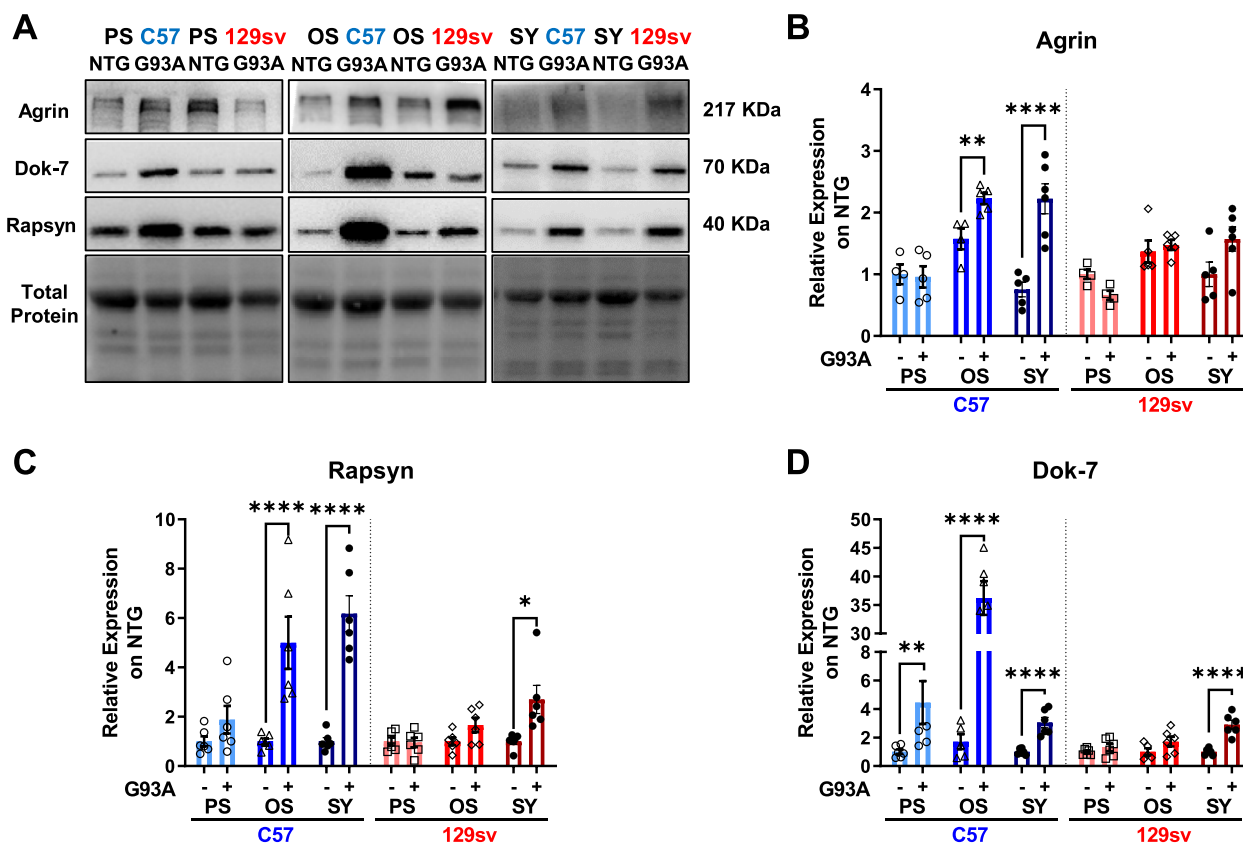 A
PS C57 PS 129sv OS C57 OS 129sv SY C57 SY 129sv
NTG G93A NTG G93A NTG G93A NTG G93A NTG G93A NTG G93A
Agrin
217 KDa
Dok-7
70 KDa
Rapsyn
40 KDa
Total
Protein
B
Agrin
Relative Expression
on NTG
4
3
2
1
0
**
****
G93A - + - + - + - + - + - +
PS OS SY PS OS SY
C57 129sv
C
Rapsyn
Relative Expression
on NTG
10
8
6
4
2
0
****
****
*
G93A - + - + - + - + - + - +
PS OS SY PS OS SY
C57 129sv
D
Dok-7
Relative Expression
on NTG
50
45
40
35
30
8
6
4
2
0
**
****
****
****
G93A - + - + - + - + - + - +
PS OS SY PS OS SY
C57 129sv